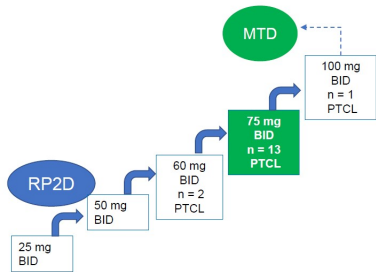 MTD
100 mg
BID
n = 1
PTCL
75 mg
BID
n = 13
PTCL
60 mg
BID
n = 2
PTCL
RP2D
50 mg
BID
25 mg
BID